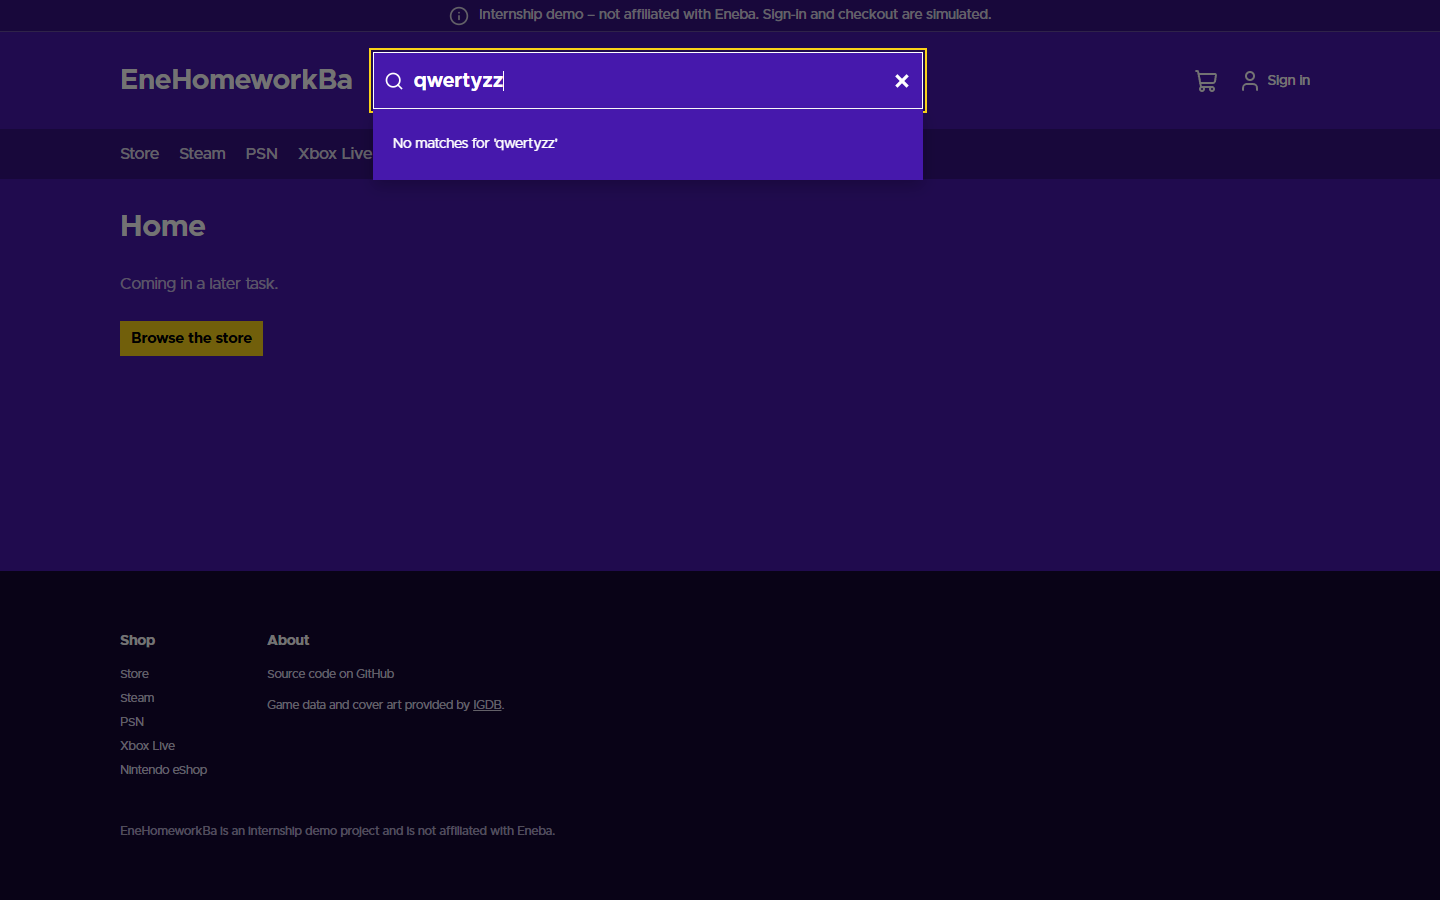 Internship demo – not affiliated with Eneba. Sign-in and checkout are simulated.
EneHomeworkBa
qwertyzz
Sign in
No matches for 'qwertyzz'
Store Steam PSN Xbox Live
Home
Coming in a later task.
Browse the store
Shop
Store
Steam
PSN
Xbox Live
Nintendo eShop
About
Source code on GitHub
Game data and cover art provided by IGDB.
EneHomeworkBa is an internship demo project and is not affiliated with Eneba.